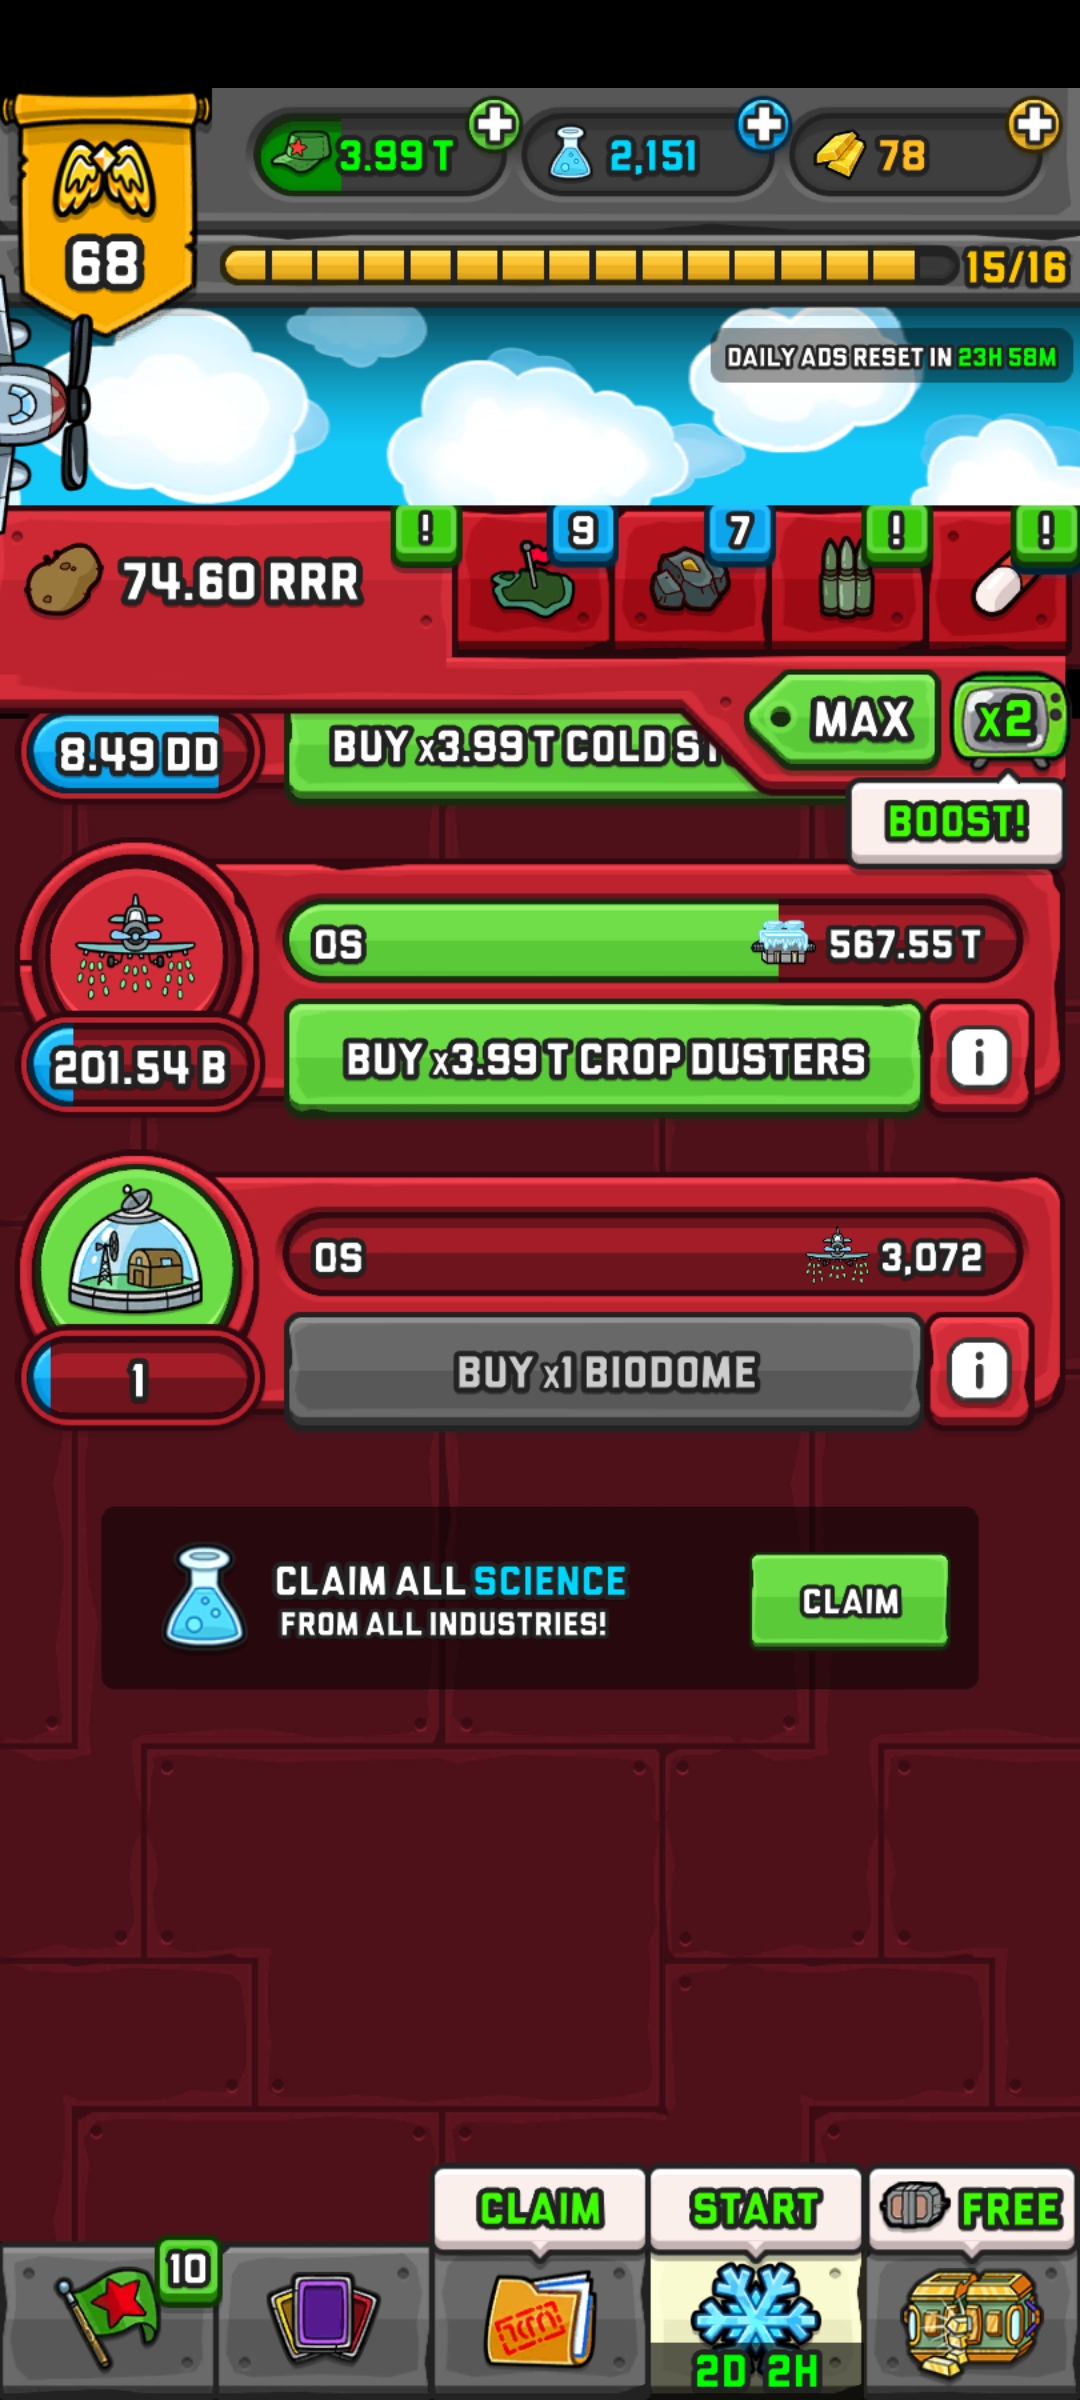 3.99 T
2,151
78
68
15/16
DAILY ADS RESET IN 23H 58M
74.60 RRR
!
9
7
!
!
MAX
x2
8.49 DD
BUY x3.99 T COLD
BOOST!
0S
567.55 T
201.54 B
BUY x3.99 T CROP DUSTERS
i
0S
3,072
1
BUY x1 BIODOME
i
CLAIM ALL SCIENCE
FROM ALL INDUSTRIES!
CLAIM
CLAIM
START
FREE
10
2D 2H